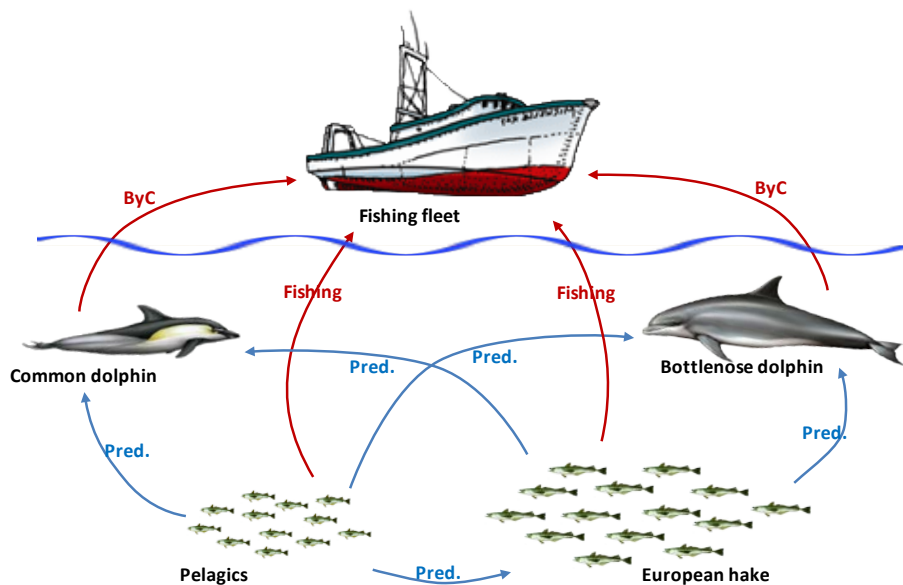 ByC
ByC
Fishing fleet
Fishing
Fishing
Common dolphin
Pred.
Pred.
Bottlenose dolphin
Pred.
Pred.
Pelagics
Pred.
European hake